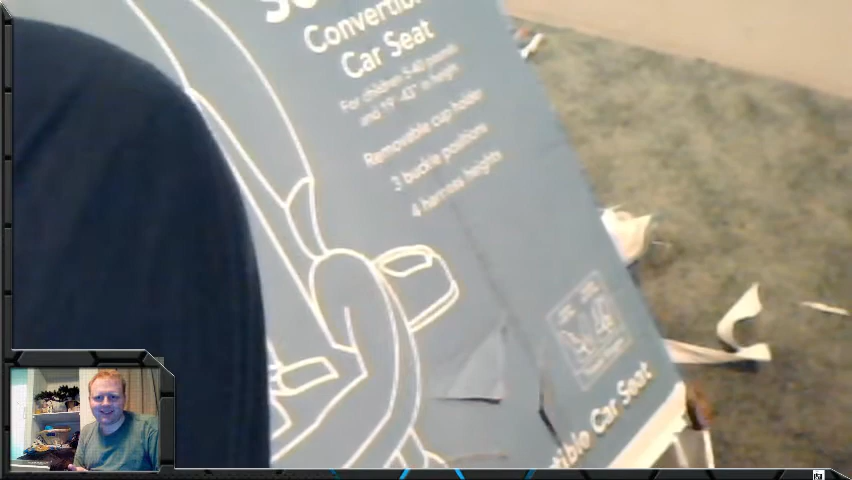 Convertible
Car Seat
For children 5-40 pounds
and 19"-43" in height
Removable cup holder
3 buckle positions
4 harness heights
tible Car Seat